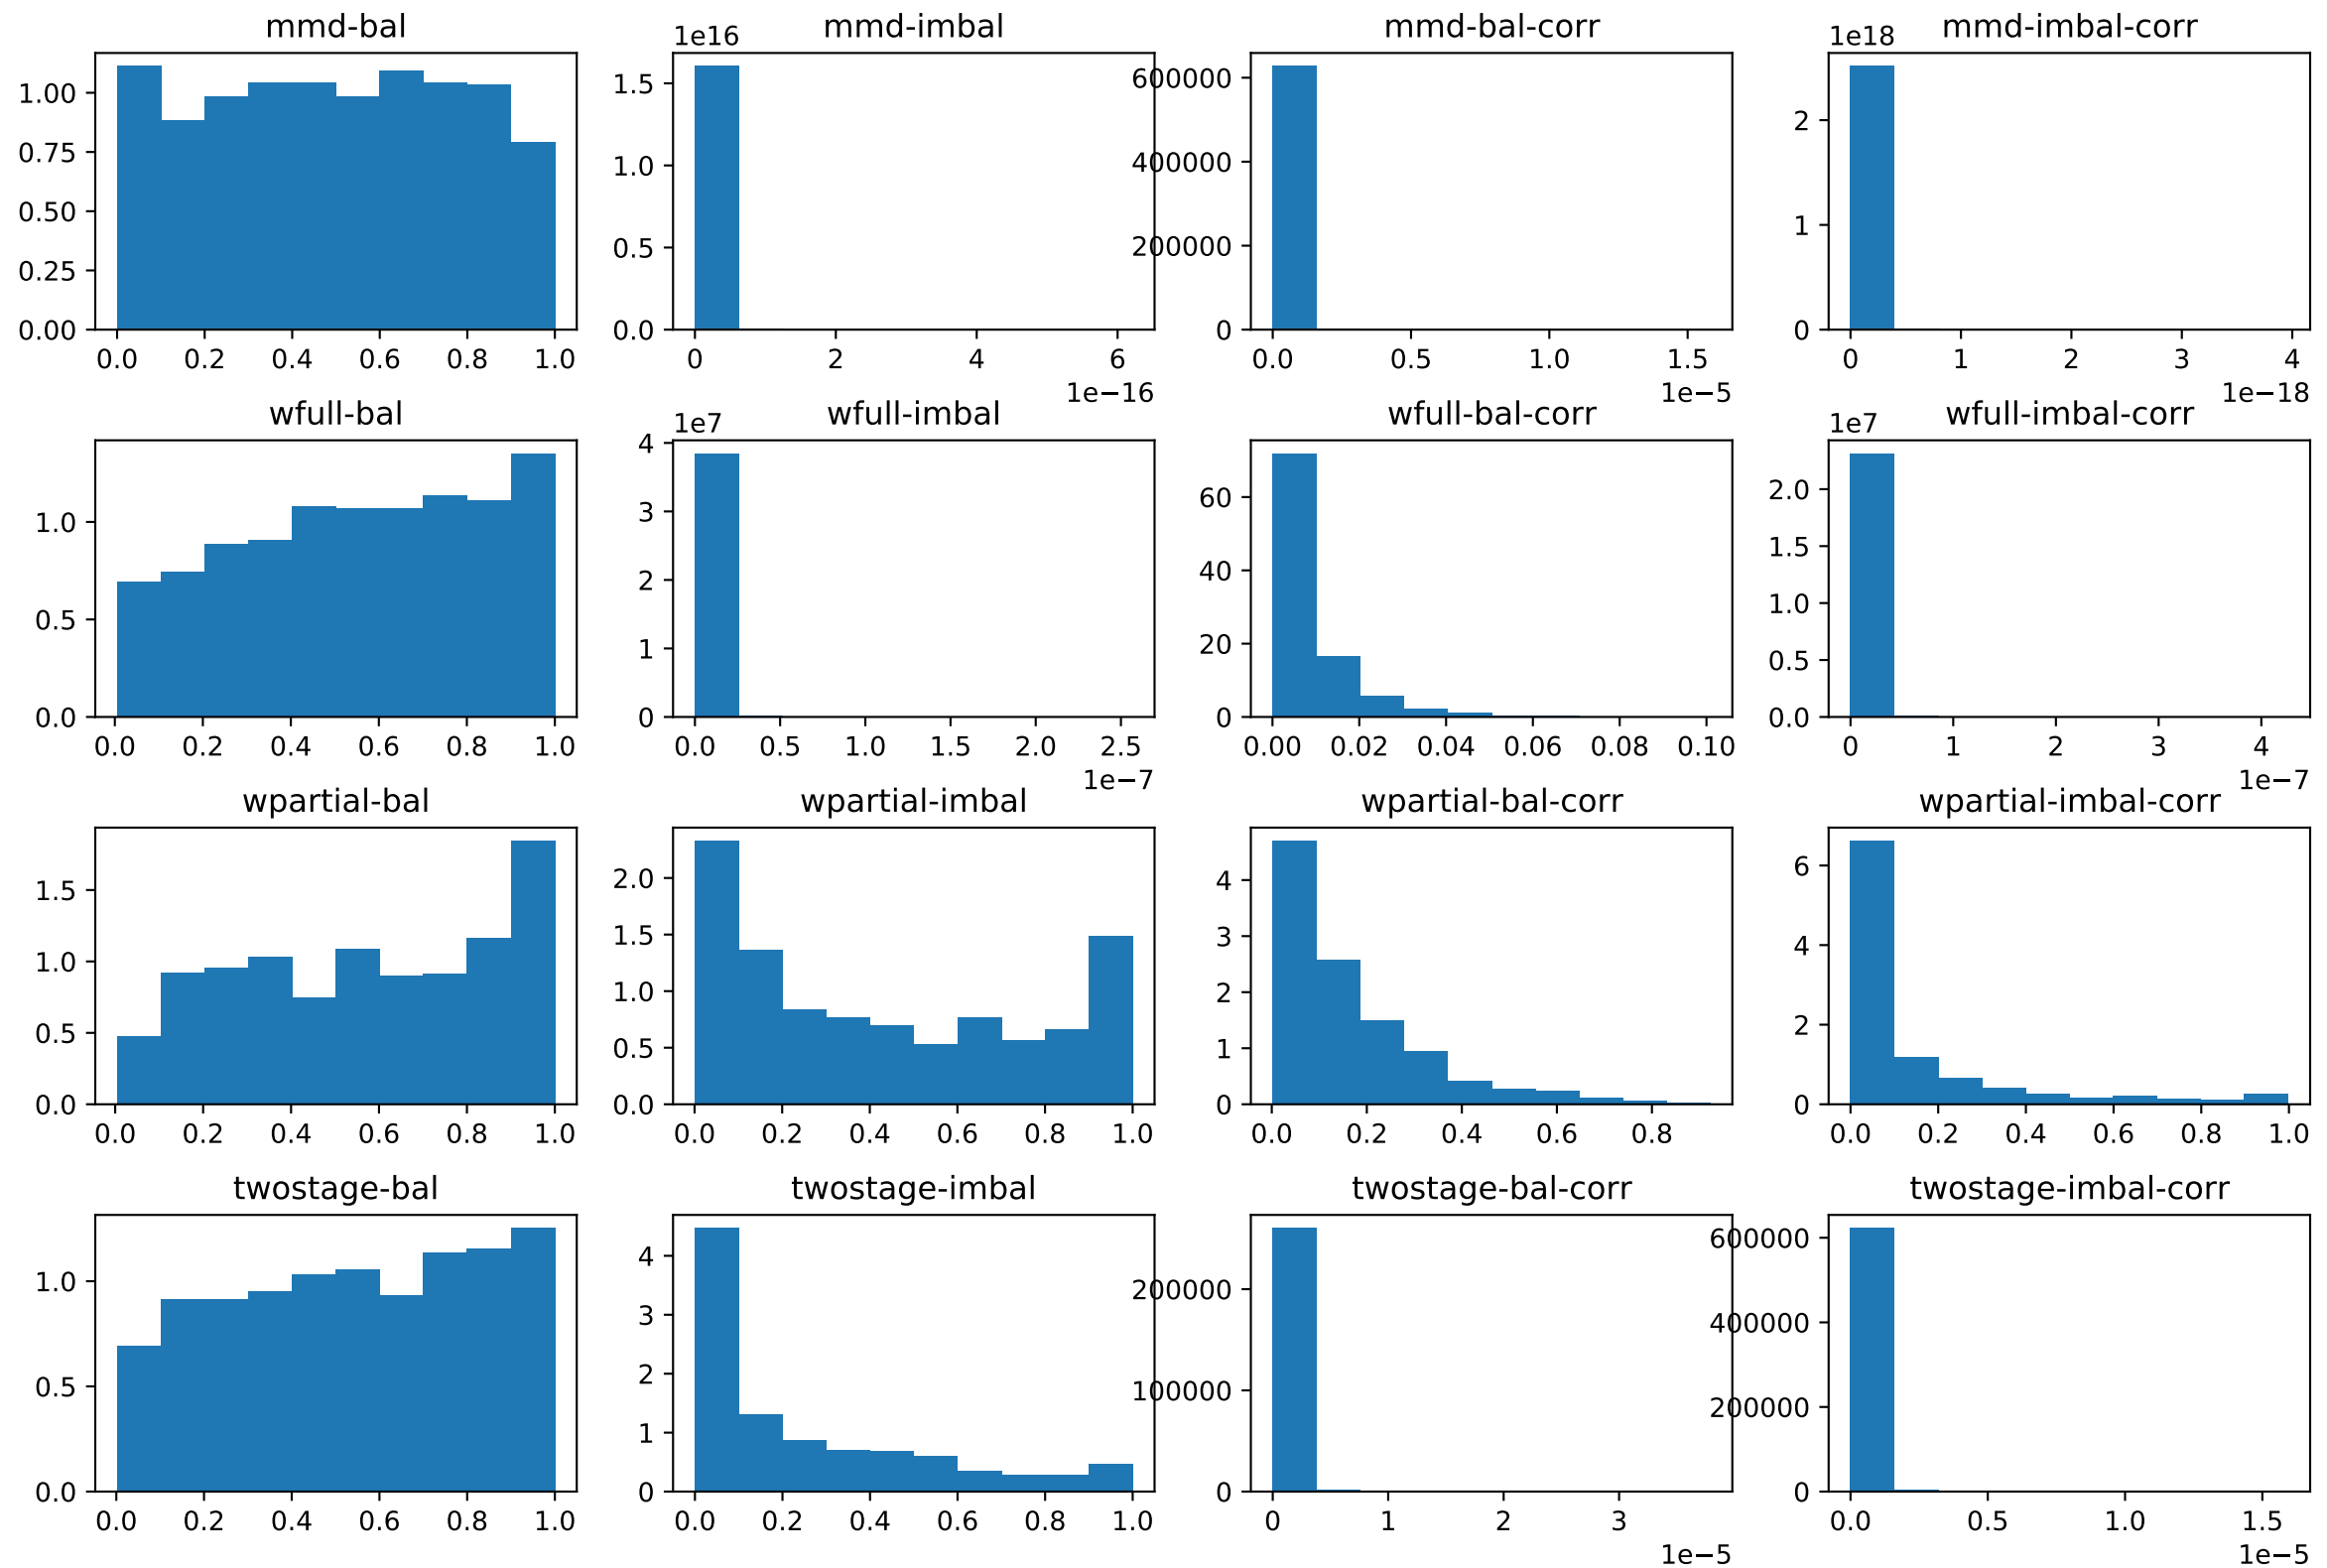 mmd-bal
1.00
0.75
0.50
0.25
0.00
0.0 0.2 0.4 0.6 0.8 1.0
mmd-imbal
1e16
1.5
1.0
0.5
0.0
0 2 4 6
1e−16
mmd-bal-corr
600000
400000
200000
0
0.0 0.5 1.0 1.5
1e−5
mmd-imbal-corr
1e18
2
1
0
0 1 2 3 4
1e−18
wfull-bal
1.0
0.5
0.0
0.0 0.2 0.4 0.6 0.8 1.0
wfull-imbal
1e7
4
3
2
1
0
0.0 0.5 1.0 1.5 2.0 2.5
1e−7
wfull-bal-corr
60
40
20
0
0.00 0.02 0.04 0.06 0.08 0.10
wfull-imbal-corr
1e7
2.0
1.5
1.0
0.5
0.0
0 1 2 3 4
1e−7
wpartial-bal
1.5
1.0
0.5
0.0
0.0 0.2 0.4 0.6 0.8 1.0
wpartial-imbal
2.0
1.5
1.0
0.5
0.0
0.0 0.2 0.4 0.6 0.8 1.0
wpartial-bal-corr
4
3
2
1
0
0.0 0.2 0.4 0.6 0.8
wpartial-imbal-corr
6
4
2
0
0.0 0.2 0.4 0.6 0.8 1.0
twostage-bal
1.0
0.5
0.0
0.0 0.2 0.4 0.6 0.8 1.0
twostage-imbal
4
3
2
1
0
0.0 0.2 0.4 0.6 0.8 1.0
twostage-bal-corr
200000
100000
0
0 1 2 3
1e−5
twostage-imbal-corr
600000
400000
200000
0
0.0 0.5 1.0 1.5
1e−5